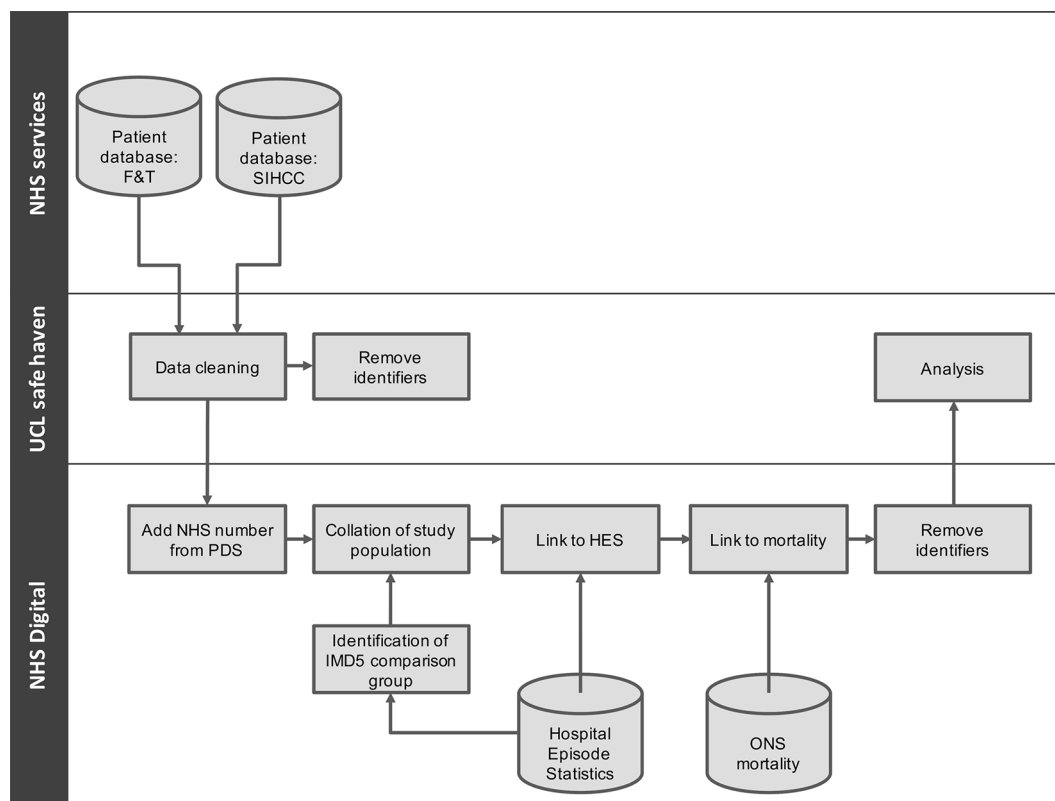 NHS services
Patient
database:
F&T
Patient
database:
SIHCC
UCL safe haven
Data cleaning
Remove
identifiers
Analysis
NHS Digital
Add NHS number
from PDS
Collation of study
population
Link to HES
Link to mortality
Remove
identifiers
Identification of
IMD5 comparison
group
Hospital
Episode
Statistics
ONS
mortality